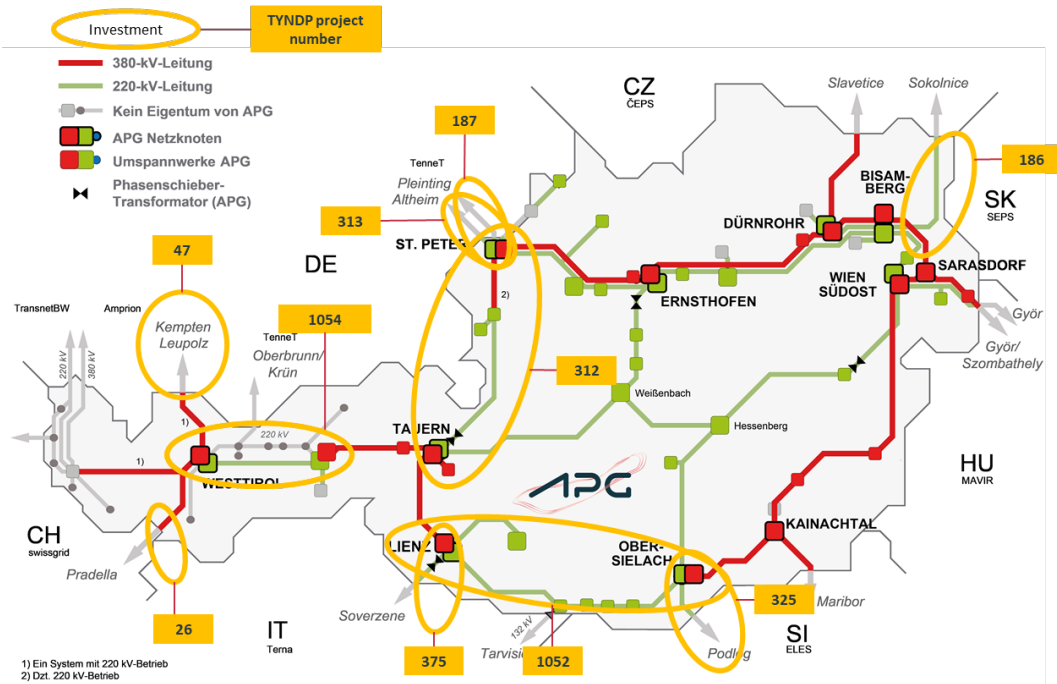 Investment
TYNDP project
number
380-kV-Leitung
220-kV-Leitung
Kein Eigentum von APG
APG Netzknoten
Umspannwerke APG
Phasenschieber-
Transformator (APG)
CZ
ČEPS
Slavetice
Sokolnice
187
TenneT
Pleinting
Altheim
313
ST. PETER
186
BISAM-
BERG
SK
SEPS
DÜRNROHR
SARASDORF
WIEN
SÜDOST
ERNSTHOFEN
Györ
Györ/
Szombathely
47
DE
2)
TransnetBW
Amprion
Kempten
Leupolz
1054
TenneT
Oberbrunn/
Krün
220 kV
380 kV
312
Weißenbach
Hessenberg
1)
220 kV
1)
TAUERN
WESTTIROL
APG
HU
MAVIR
CH
swissgrid
Pradella
LIENZ
OBER-
SIELACH
KAINACHTAL
Soverzene
325
Maribor
26
IT
Terna
132 kV
Tarvisio
375
1052
Podlog
SI
ELES
1) Ein System mit 220 kV-Betrieb
2) Dzt. 220 kV-Betrieb